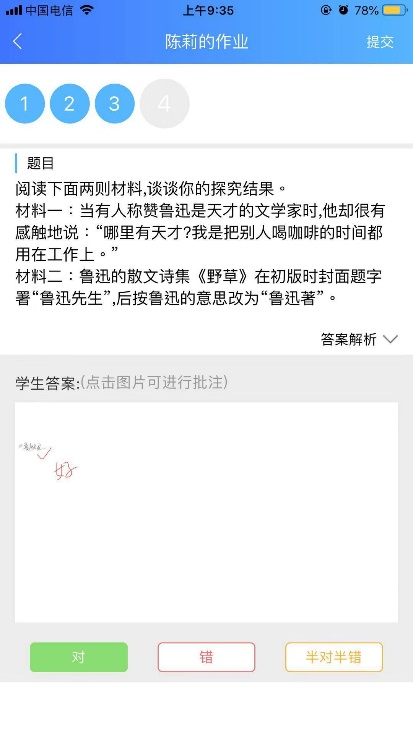 中国电信 上午9:35 78%
陈莉的作业 提交
1 2 3 4
题目
阅读下面两则材料,谈谈你的探究结果。
材料一：当有人称赞鲁迅是天才的文学家时,他却很有
感触地说：“哪里有天才?我是把别人喝咖啡的时间都
用在工作上。”
材料二：鲁迅的散文诗集《野草》在初版时封面题字
署“鲁迅先生”,后按鲁迅的意思改为“鲁迅著”。
答案解析
学生答案:(点击图片可进行批注)
好
对 错 半对半错